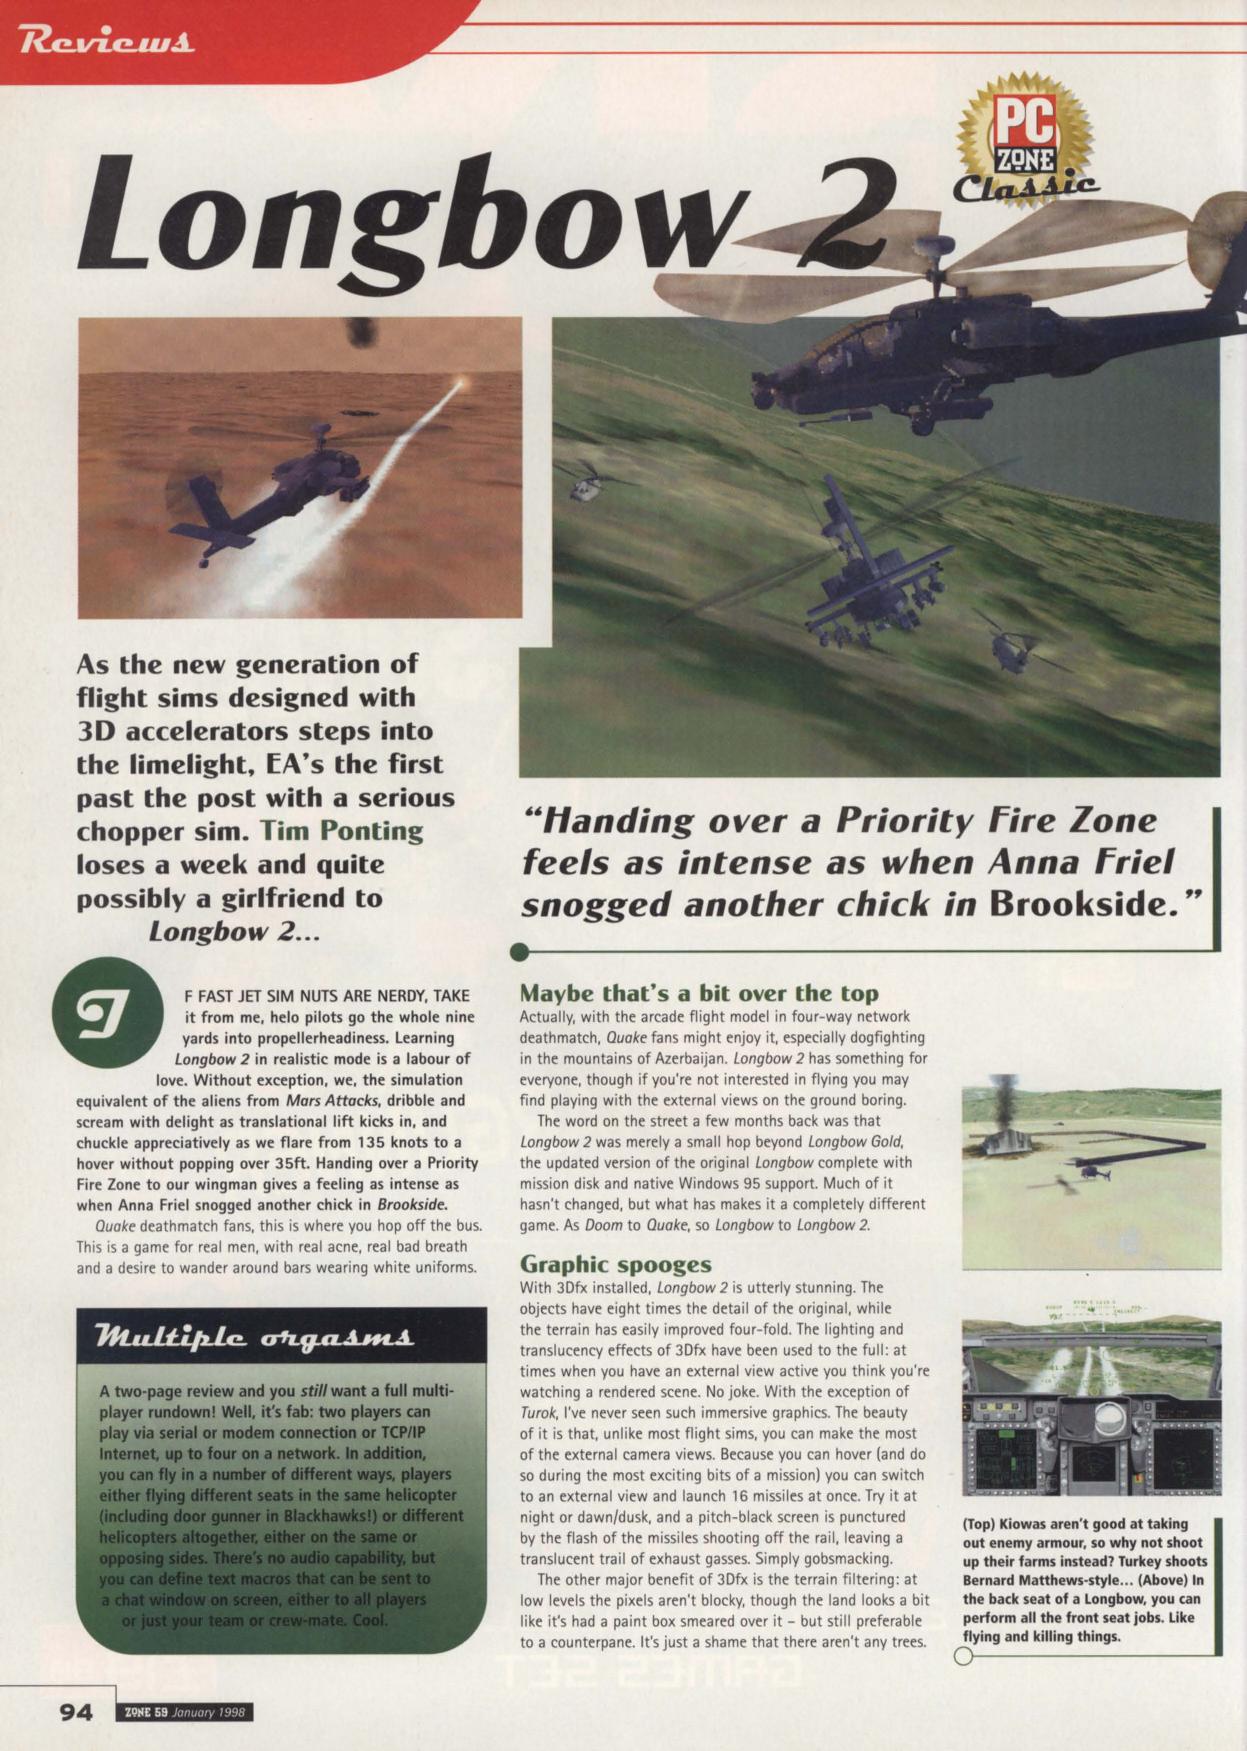 Reviews
PC
ZONE
Classic
Longbow 2
As the new generation of
flight sims designed with
3D accelerators steps into
the limelight, EA's the first
past the post with a serious
chopper sim. Tim Ponting
loses a week and quite
possibly a girlfriend to
Longbow 2...
"Handing over a Priority Fire Zone
feels as intense as when Anna Friel
snogged another chick in Brookside."
IF FAST JET SIM NUTS ARE NERDY, TAKE
it from me, helo pilots go the whole nine
yards into propellerheadiness. Learning
Longbow 2 in realistic mode is a labour of
love. Without exception, we, the simulation
equivalent of the aliens from Mars Attacks, dribble and
scream with delight as translational lift kicks in, and
chuckle appreciatively as we flare from 135 knots to a
hover without popping over 35ft. Handing over a Priority
Fire Zone to our wingman gives a feeling as intense as
when Anna Friel snogged another chick in Brookside.
Quake deathmatch fans, this is where you hop off the bus.
This is a game for real men, with real acne, real bad breath
and a desire to wander around bars wearing white uniforms.
Multiple orgasms
A two-page review and you still want a full multi-
player rundown! Well, it's fab: two players can
play via serial or modem connection or TCP/IP
Internet, up to four on a network. In addition,
you can fly in a number of different ways, players
either flying different seats in the same helicopter
(including door gunner in Blackhawks!) or different
helicopters altogether, either on the same or
opposing sides. There's no audio capability, but
you can define text macros that can be sent to
a chat window on screen, either to all players
or just your team or crew-mate. Cool.
Maybe that's a bit over the top
Actually, with the arcade flight model in four-way network
deathmatch, Quake fans might enjoy it, especially dogfighting
in the mountains of Azerbaijan. Longbow 2 has something for
everyone, though if you're not interested in flying you may
find playing with the external views on the ground boring.
The word on the street a few months back was that
Longbow 2 was merely a small hop beyond Longbow Gold,
the updated version of the original Longbow complete with
mission disk and native Windows 95 support. Much of it
hasn't changed, but what has makes it a completely different
game. As Doom to Quake, so Longbow to Longbow 2.
Graphic spooges
With 3Dfx installed, Longbow 2 is utterly stunning. The
objects have eight times the detail of the original, while
the terrain has easily improved four-fold. The lighting and
translucency effects of 3Dfx have been used to the full: at
times when you have an external view active you think you're
watching a rendered scene. No joke. With the exception of
Turok, I've never seen such immersive graphics. The beauty
of it is that, unlike most flight sims, you can make the most
of the external camera views. Because you can hover (and do
so during the most exciting bits of a mission) you can switch
to an external view and launch 16 missiles at once. Try it at
night or dawn/dusk, and a pitch-black screen is punctured
by the flash of the missiles shooting off the rail, leaving a
translucent trail of exhaust gasses. Simply gobsmacking.
The other major benefit of 3Dfx is the terrain filtering: at
low levels the pixels aren't blocky, though the land looks a bit
like it's had a paint box smeared over it – but still preferable
to a counterpane. It's just a shame that there aren't any trees.
(Top) Kiowas aren't good at taking
out enemy armour, so why not shoot
up their farms instead? Turkey shoots
Bernard Matthews-style... (Above) In
the back seat of a Longbow, you can
perform all the front seat jobs. Like
flying and killing things.
94
ZONE 59 January 1998
GAMES SET